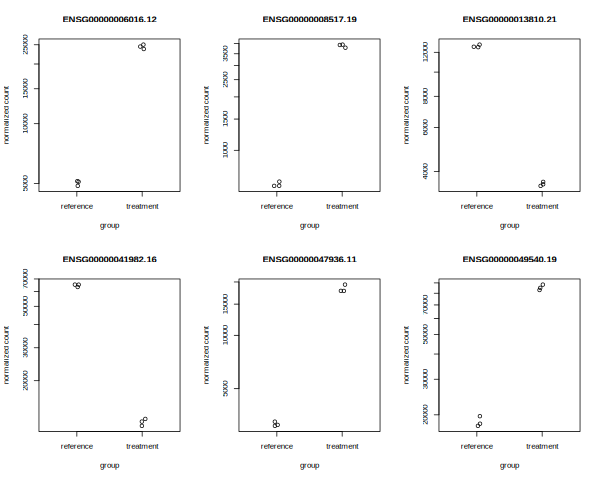 ENSG00000006016.12
normalized count
5000 10000 15000 25000
reference treatment
group
ENSG00000008517.19
normalized count
1000 1500 2500 3500
reference treatment
group
ENSG00000013810.21
normalized count
4000 6000 8000 12000
reference treatment
group
ENSG00000041982.16
normalized count
20000 30000 50000 70000
reference treatment
group
ENSG00000047936.11
normalized count
5000 10000 15000
reference treatment
group
ENSG00000049540.19
normalized count
20000 30000 50000 70000
reference treatment
group